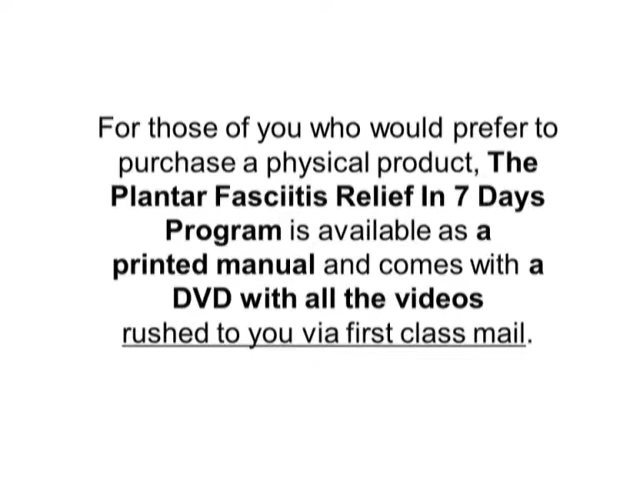 For those of you who would prefer to
purchase a physical product, The
Plantar Fasciitis Relief In 7 Days
Program is available as a
printed manual and comes with a
DVD with all the videos
rushed to you via first class mail.